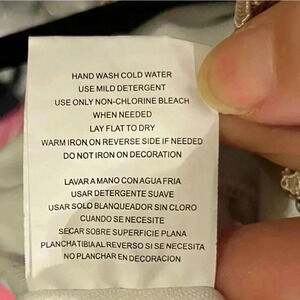 HAND WASH COLD WATER
USE MILD DETERGENT
USE ONLY NON-CHLORINE BLEACH
WHEN NEEDED
LAY FLAT TO DRY
WARM IRON, ON REVERSE SIDE IF NEEDED
DO NOT IRON ON DECORATION
LAVAR A MANO CON AGUA FRIA
USAR DETERGENTE SUAVE
USAR SOLO BLANQUEADOR SIN CLORO
CUANDO SE NECESITE
SECAR SOBRE SUPERFICIE PLANA
PLANCHA TIBIA AL REVERSO SI SE NECESITA
NO PLANCHAR EN DECORACION